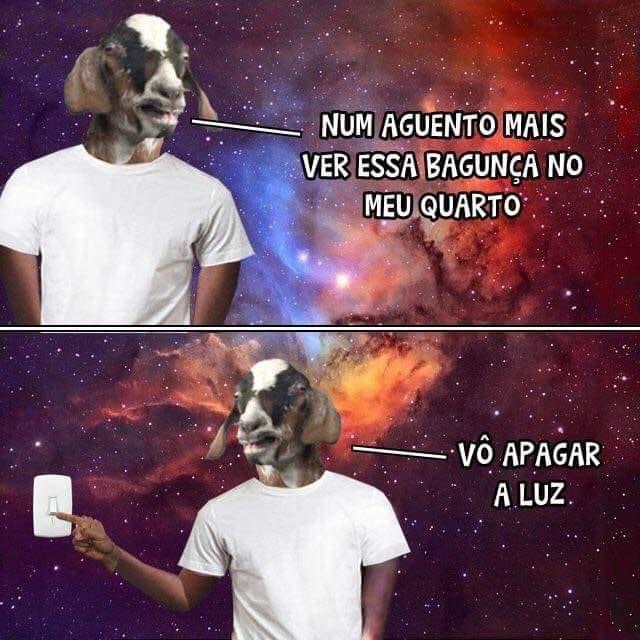 NUM AGUENTO MAIS
VER ESSA BAGUNÇA NO
MEU QUARTO
VÔ APAGAR
A LUZ